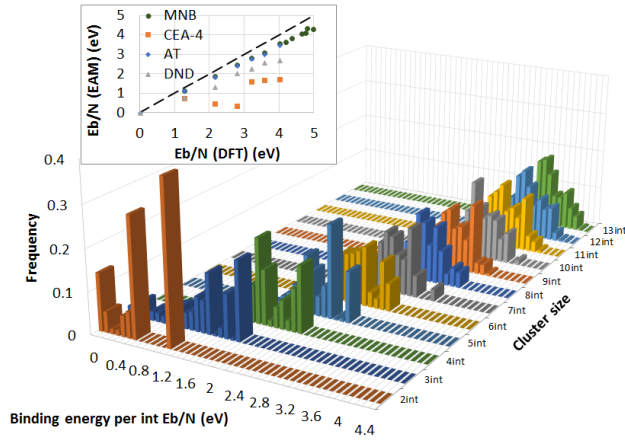 5
4
3
2
1
0
Eb/N (EAM) (eV)
MNB
CEA-4
AT
DND
0 1 2 3 4 5
Eb/N (DFT) (eV)
0.4
0.3
0.2
0.1
0
Frequency
0 0.4 0.8 1.2 1.6 2 2.4 2.8 3.2 3.6 4 4.4
Binding energy per int Eb/N (eV)
13int
12int
11int
10int
9int
8int
7int
6int
5int
4int
3int
2int
Cluster size